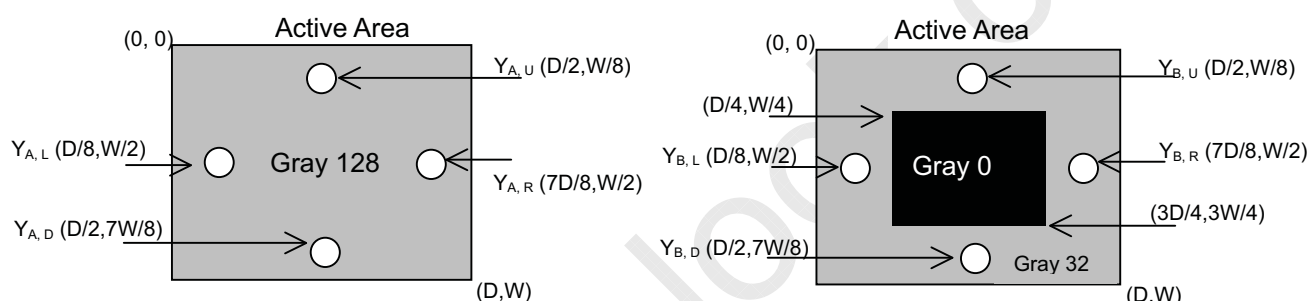 Active Area
(0, 0)
Y_A, U (D/2,W/8)
Y_A, L (D/8,W/2)
Gray 128
Y_A, R (7D/8,W/2)
Y_A, D (D/2,7W/8)
(D,W)
Active Area
(0, 0)
Y_B, U (D/2,W/8)
(D/4,W/4)
Y_B, L (D/8,W/2)
Gray 0
Y_B, R (7D/8,W/2)
(3D/4,3W/4)
Y_B, D (D/2,7W/8)
Gray 32
(D,W)